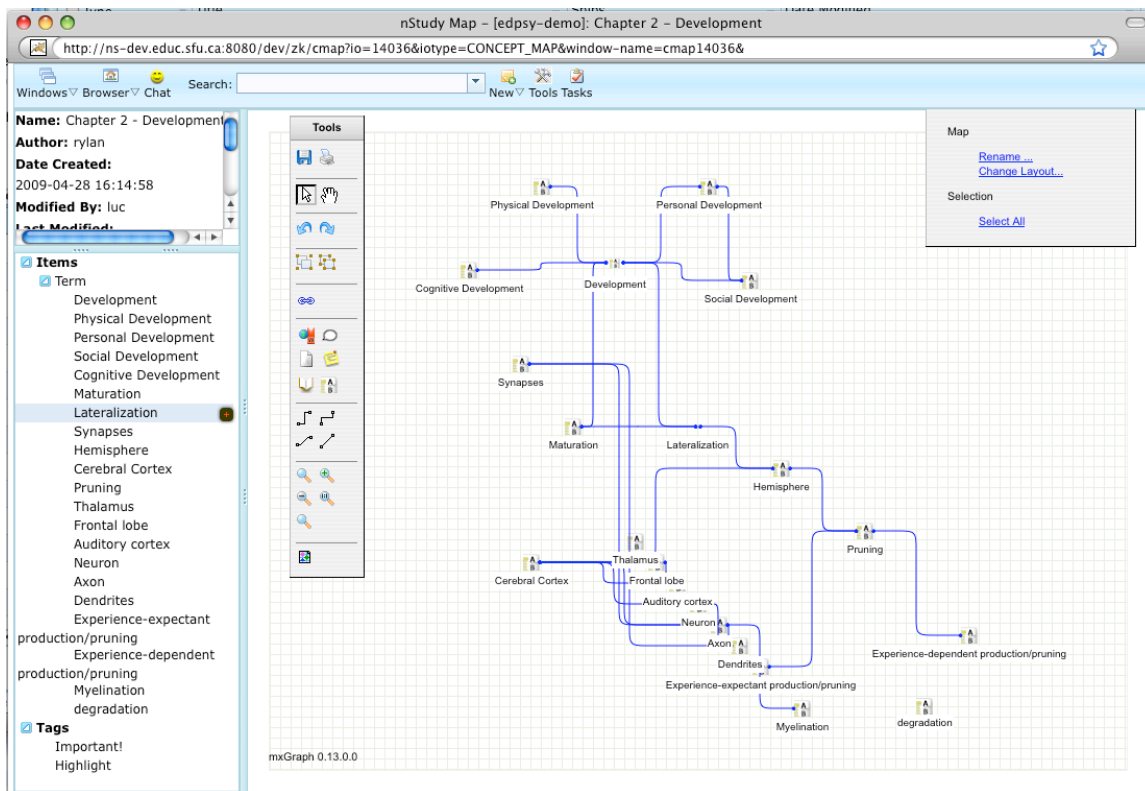 nStudy Map – [edpsy-demo]: Chapter 2 – Development
http://ns-dev.educ.sfu.ca:8080/dev/zk/cmap?io=14036&iotype=CONCEPT_MAP&window-name=cmap14036&
Windows Browser Chat Search: New Tools Tasks
Name: Chapter 2 - Development
Author: rylan
Date Created:
2009-04-28 16:14:58
Modified By: luc
Last Modified:
Items
Term
Development
Physical Development
Personal Development
Social Development
Cognitive Development
Maturation
Lateralization
Synapses
Hemisphere
Cerebral Cortex
Pruning
Thalamus
Frontal lobe
Auditory cortex
Neuron
Axon
Dendrites
Experience-expectant
production/pruning
Experience-dependent
production/pruning
Myelination
degradation
Tags
Important!
Highlight
Tools
Map
Rename ...
Change Layout...
Selection
Select All
Physical Development
Personal Development
Cognitive Development
Development
Social Development
Synapses
Maturation
Lateralization
Hemisphere
Pruning
Thalamus
Cerebral Cortex
Frontal lobe
Auditory cortex
Neuron
Axon
Experience-dependent production/pruning
Dendrites
Experience-expectant production/pruning
Myelination
degradation
mxGraph 0.13.0.0